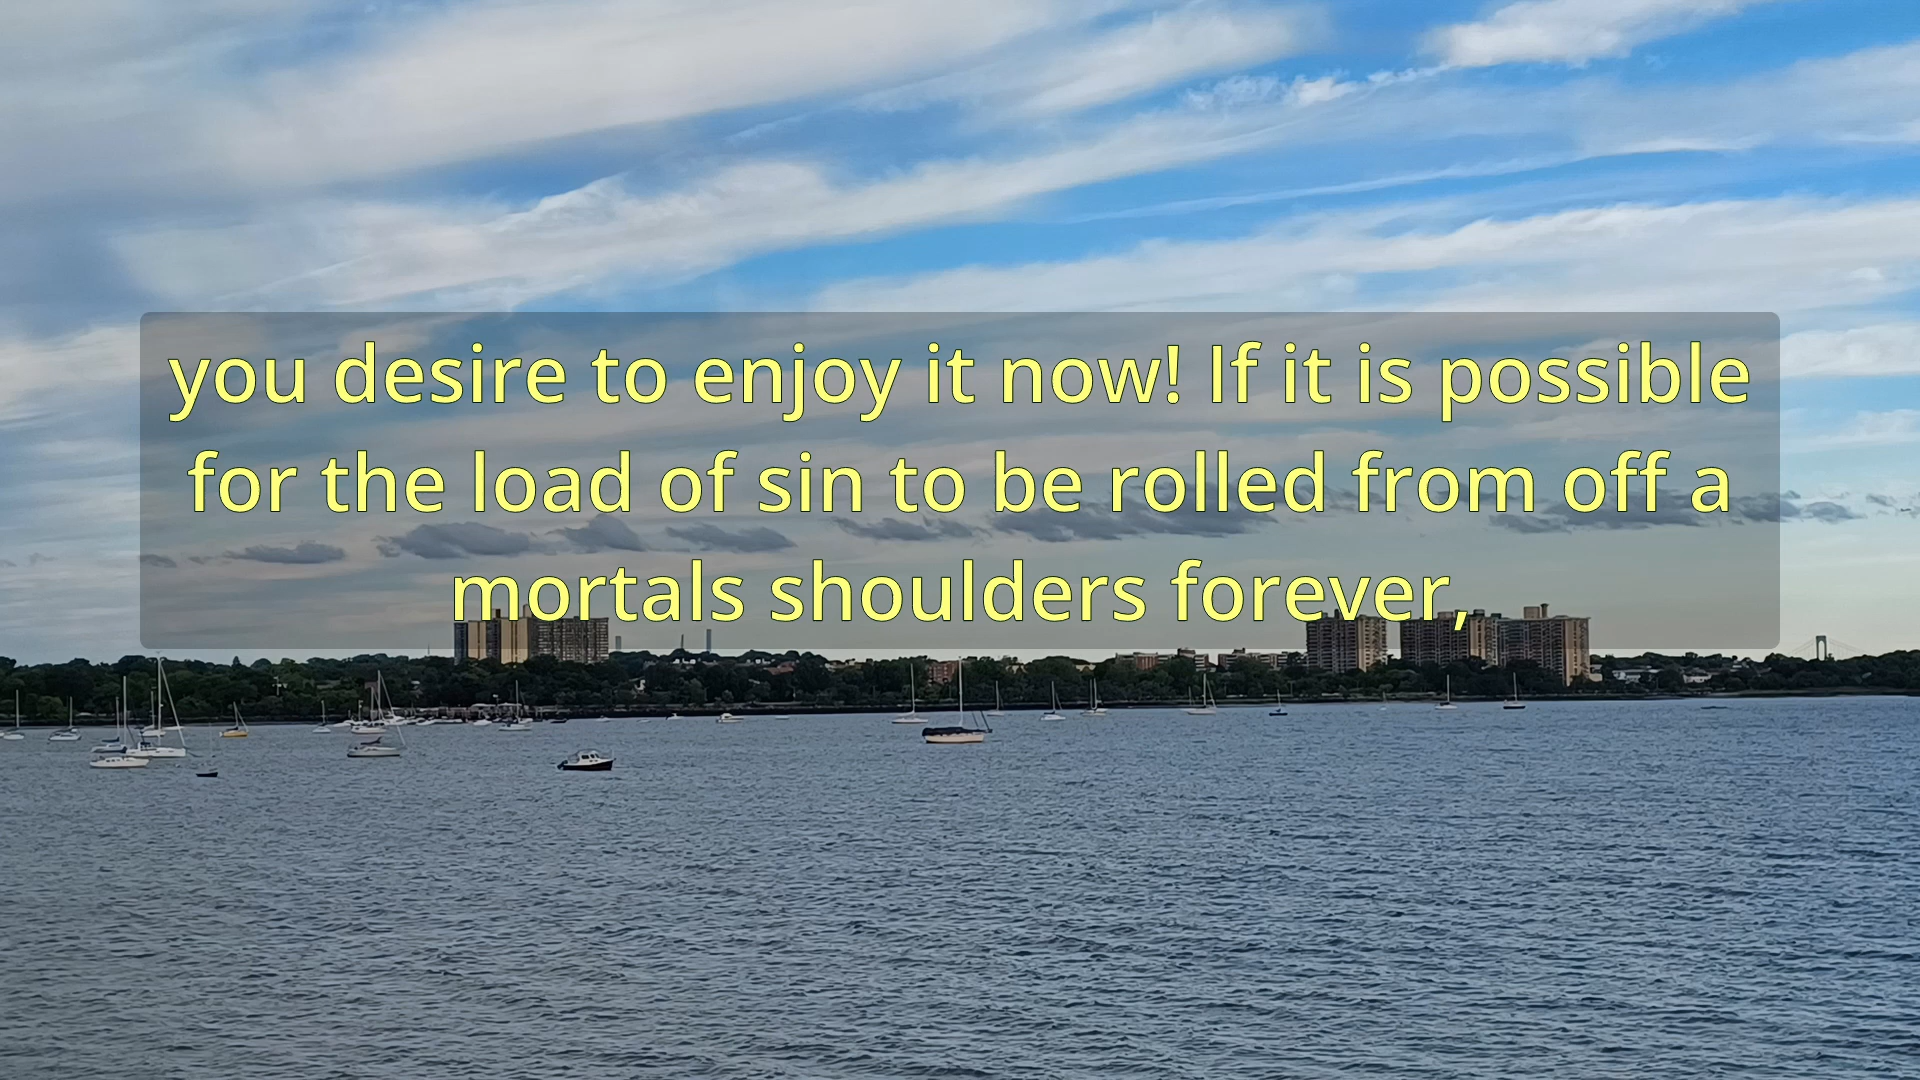 you desire to enjoy it now! If it is possible
for the load of sin to be rolled from off a
mortals shoulders forever,